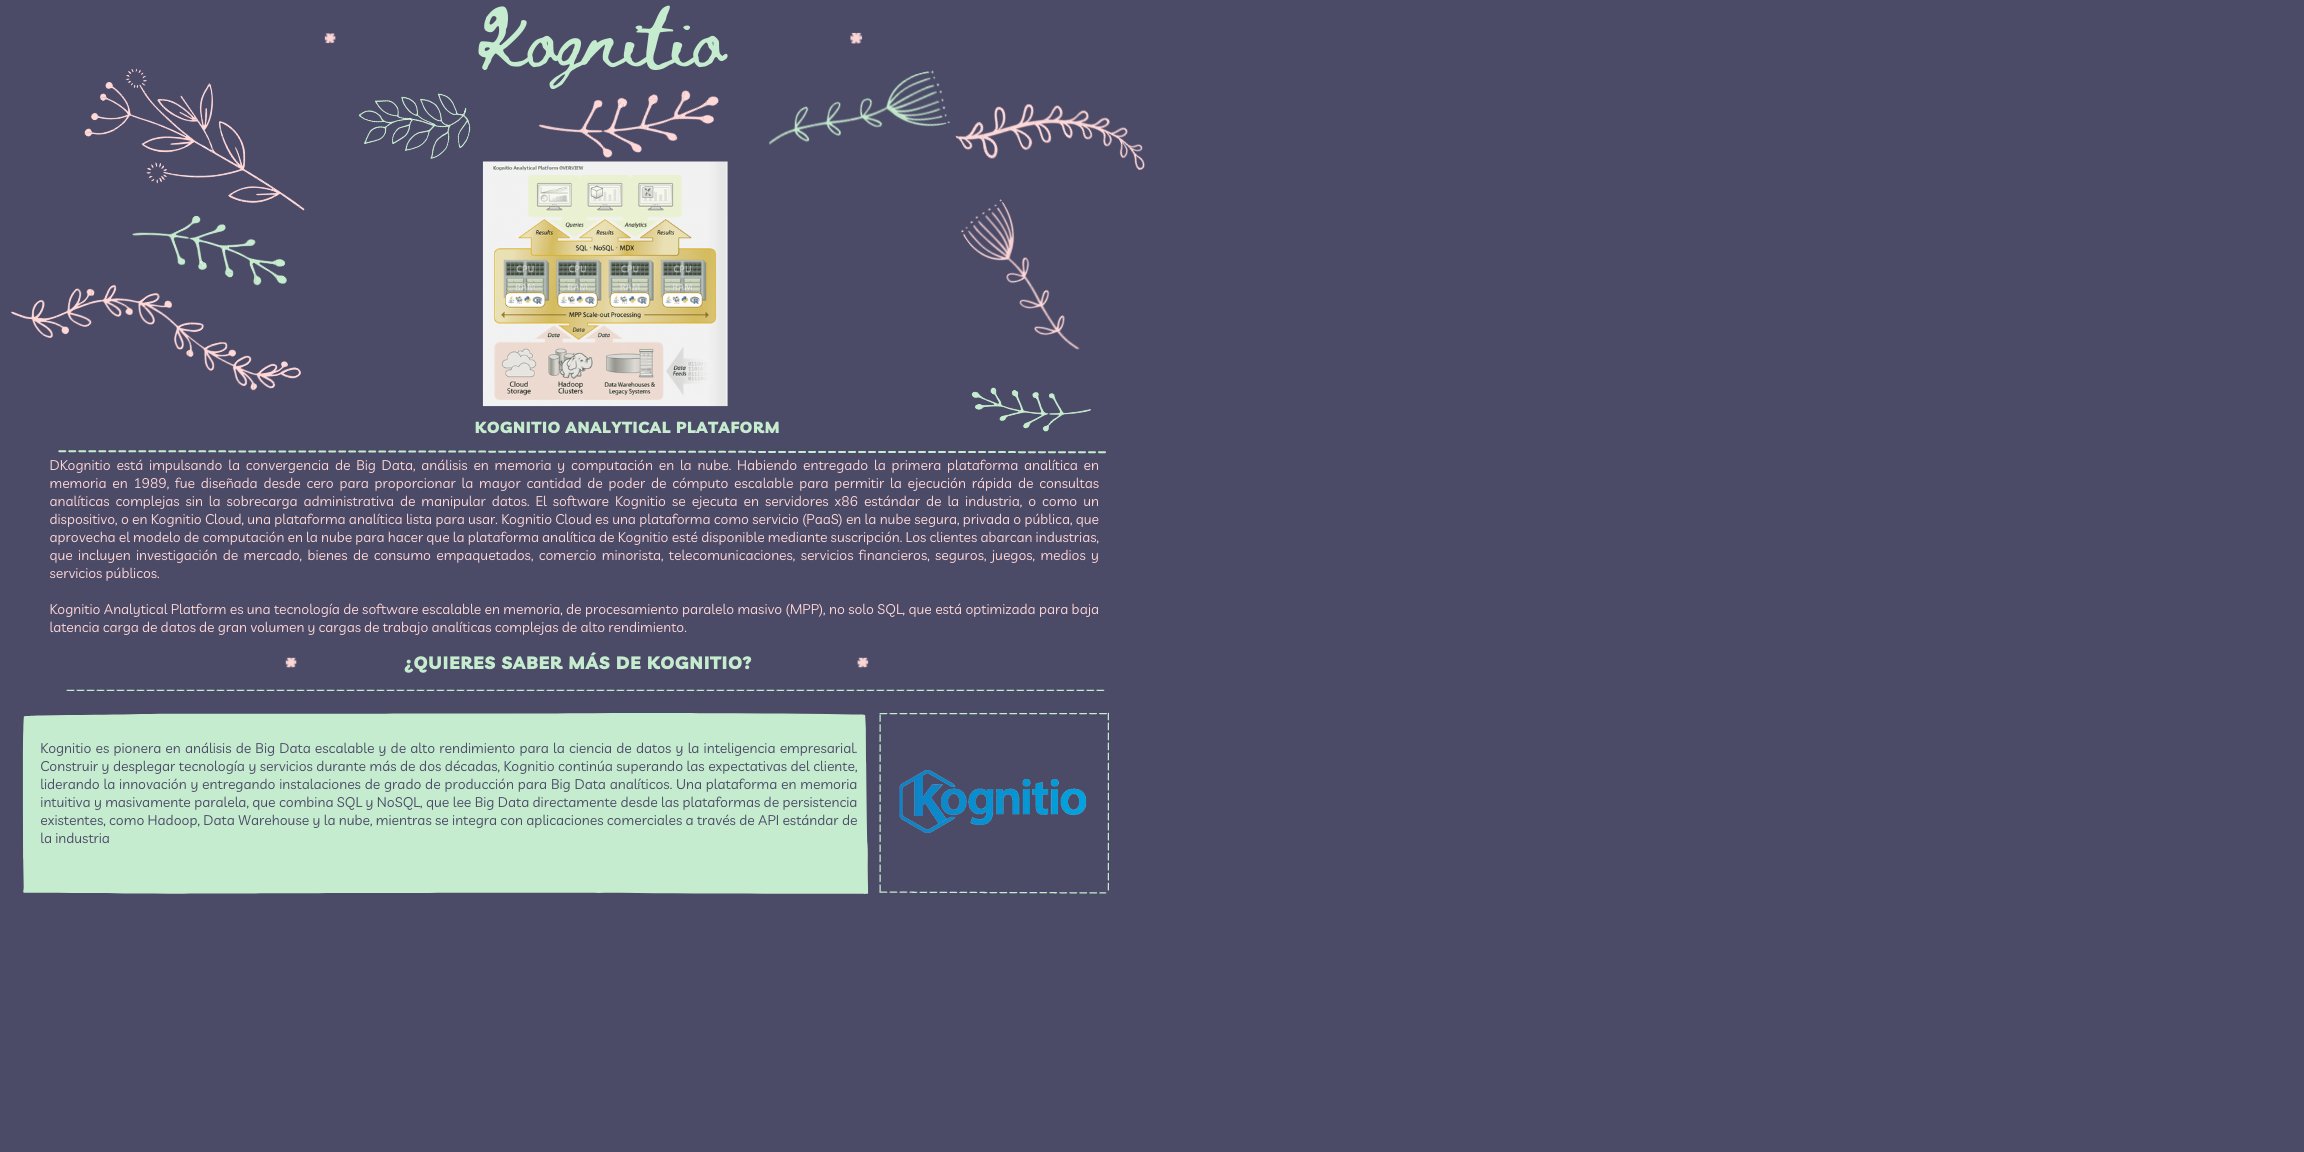 Kognitio
Kognitio Analytical Platform OVERVIEW
Queries Analytics
Results Results Results
SQL · NoSQL · MDX
CPU CPU CPU CPU
MPP Scale-out Processing
Data Data Data
Data
Feeds
Cloud
Storage
Hadoop
Clusters
Data Warehouses &
Legacy Systems
KOGNITIO ANALYTICAL PLATAFORM
DKognitio está impulsando la convergencia de Big Data, análisis en memoria y computación en la nube. Habiendo entregado la primera plataforma analítica en
memoria en 1989, fue diseñada desde cero para proporcionar la mayor cantidad de poder de cómputo escalable para permitir la ejecución rápida de consultas
analíticas complejas sin la sobrecarga administrativa de manipular datos. El software Kognitio se ejecuta en servidores x86 estándar de la industria, o como un
dispositivo, o en Kognitio Cloud, una plataforma analítica lista para usar. Kognitio Cloud es una plataforma como servicio (PaaS) en la nube segura, privada o pública, que
aprovecha el modelo de computación en la nube para hacer que la plataforma analítica de Kognitio esté disponible mediante suscripción. Los clientes abarcan industrias,
que incluyen investigación de mercado, bienes de consumo empaquetados, comercio minorista, telecomunicaciones, servicios financieros, seguros, juegos, medios y
servicios públicos.
Kognitio Analytical Platform es una tecnología de software escalable en memoria, de procesamiento paralelo masivo (MPP), no solo SQL, que está optimizada para baja
latencia carga de datos de gran volumen y cargas de trabajo analíticas complejas de alto rendimiento.
¿QUIERES SABER MÁS DE KOGNITIO?
Kognitio es pionera en análisis de Big Data escalable y de alto rendimiento para la ciencia de datos y la inteligencia empresarial.
Construir y desplegar tecnología y servicios durante más de dos décadas, Kognitio continúa superando las expectativas del cliente,
liderando la innovación y entregando instalaciones de grado de producción para Big Data analíticos. Una plataforma en memoria
intuitiva y masivamente paralela, que combina SQL y NoSQL, que lee Big Data directamente desde las plataformas de persistencia
existentes, como Hadoop, Data Warehouse y la nube, mientras se integra con aplicaciones comerciales a través de API estándar de
la industria
Kognitio